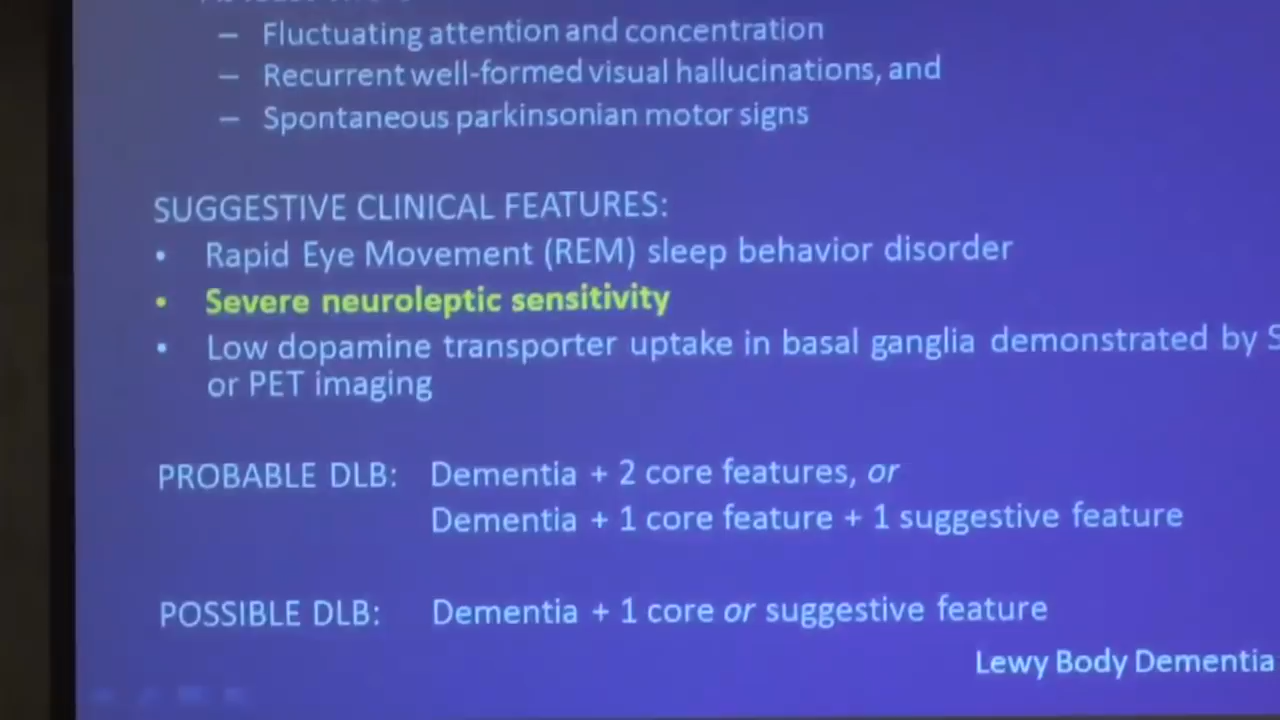 – Fluctuating attention and concentration
– Recurrent well-formed visual hallucinations, and
– Spontaneous parkinsonian motor signs
SUGGESTIVE CLINICAL FEATURES:
• Rapid Eye Movement (REM) sleep behavior disorder
• Severe neuroleptic sensitivity
• Low dopamine transporter uptake in basal ganglia demonstrated by
or PET imaging
PROBABLE DLB: Dementia + 2 core features, or
Dementia + 1 core feature + 1 suggestive feature
POSSIBLE DLB: Dementia + 1 core or suggestive feature
Lewy Body Dementia